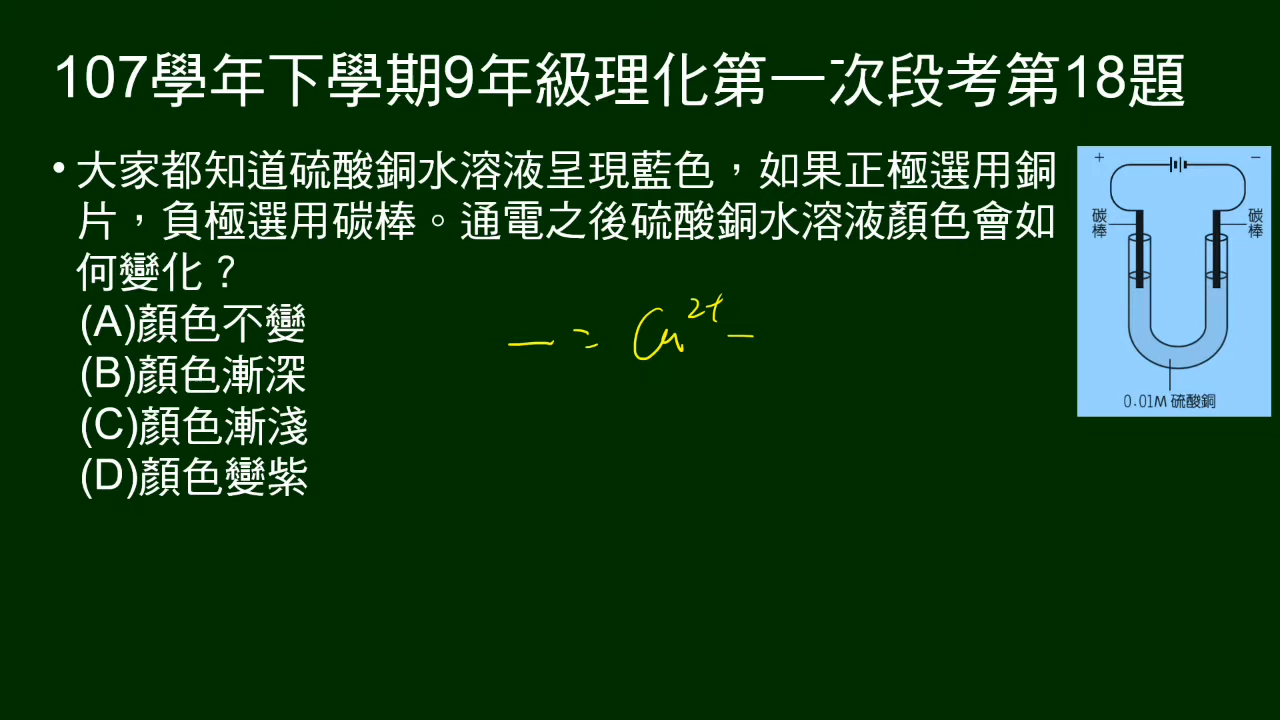 107學年下學期9年級理化第一次段考第18題
• 大家都知道硫酸銅水溶液呈現藍色，如果正極選用銅
片，負極選用碳棒。通電之後硫酸銅水溶液顏色會如
何變化？
(A)顏色不變
(B)顏色漸深
(C)顏色漸淺
(D)顏色變紫
Cu²⁺
+ −
碳棒 碳棒
0.01M 硫酸銅